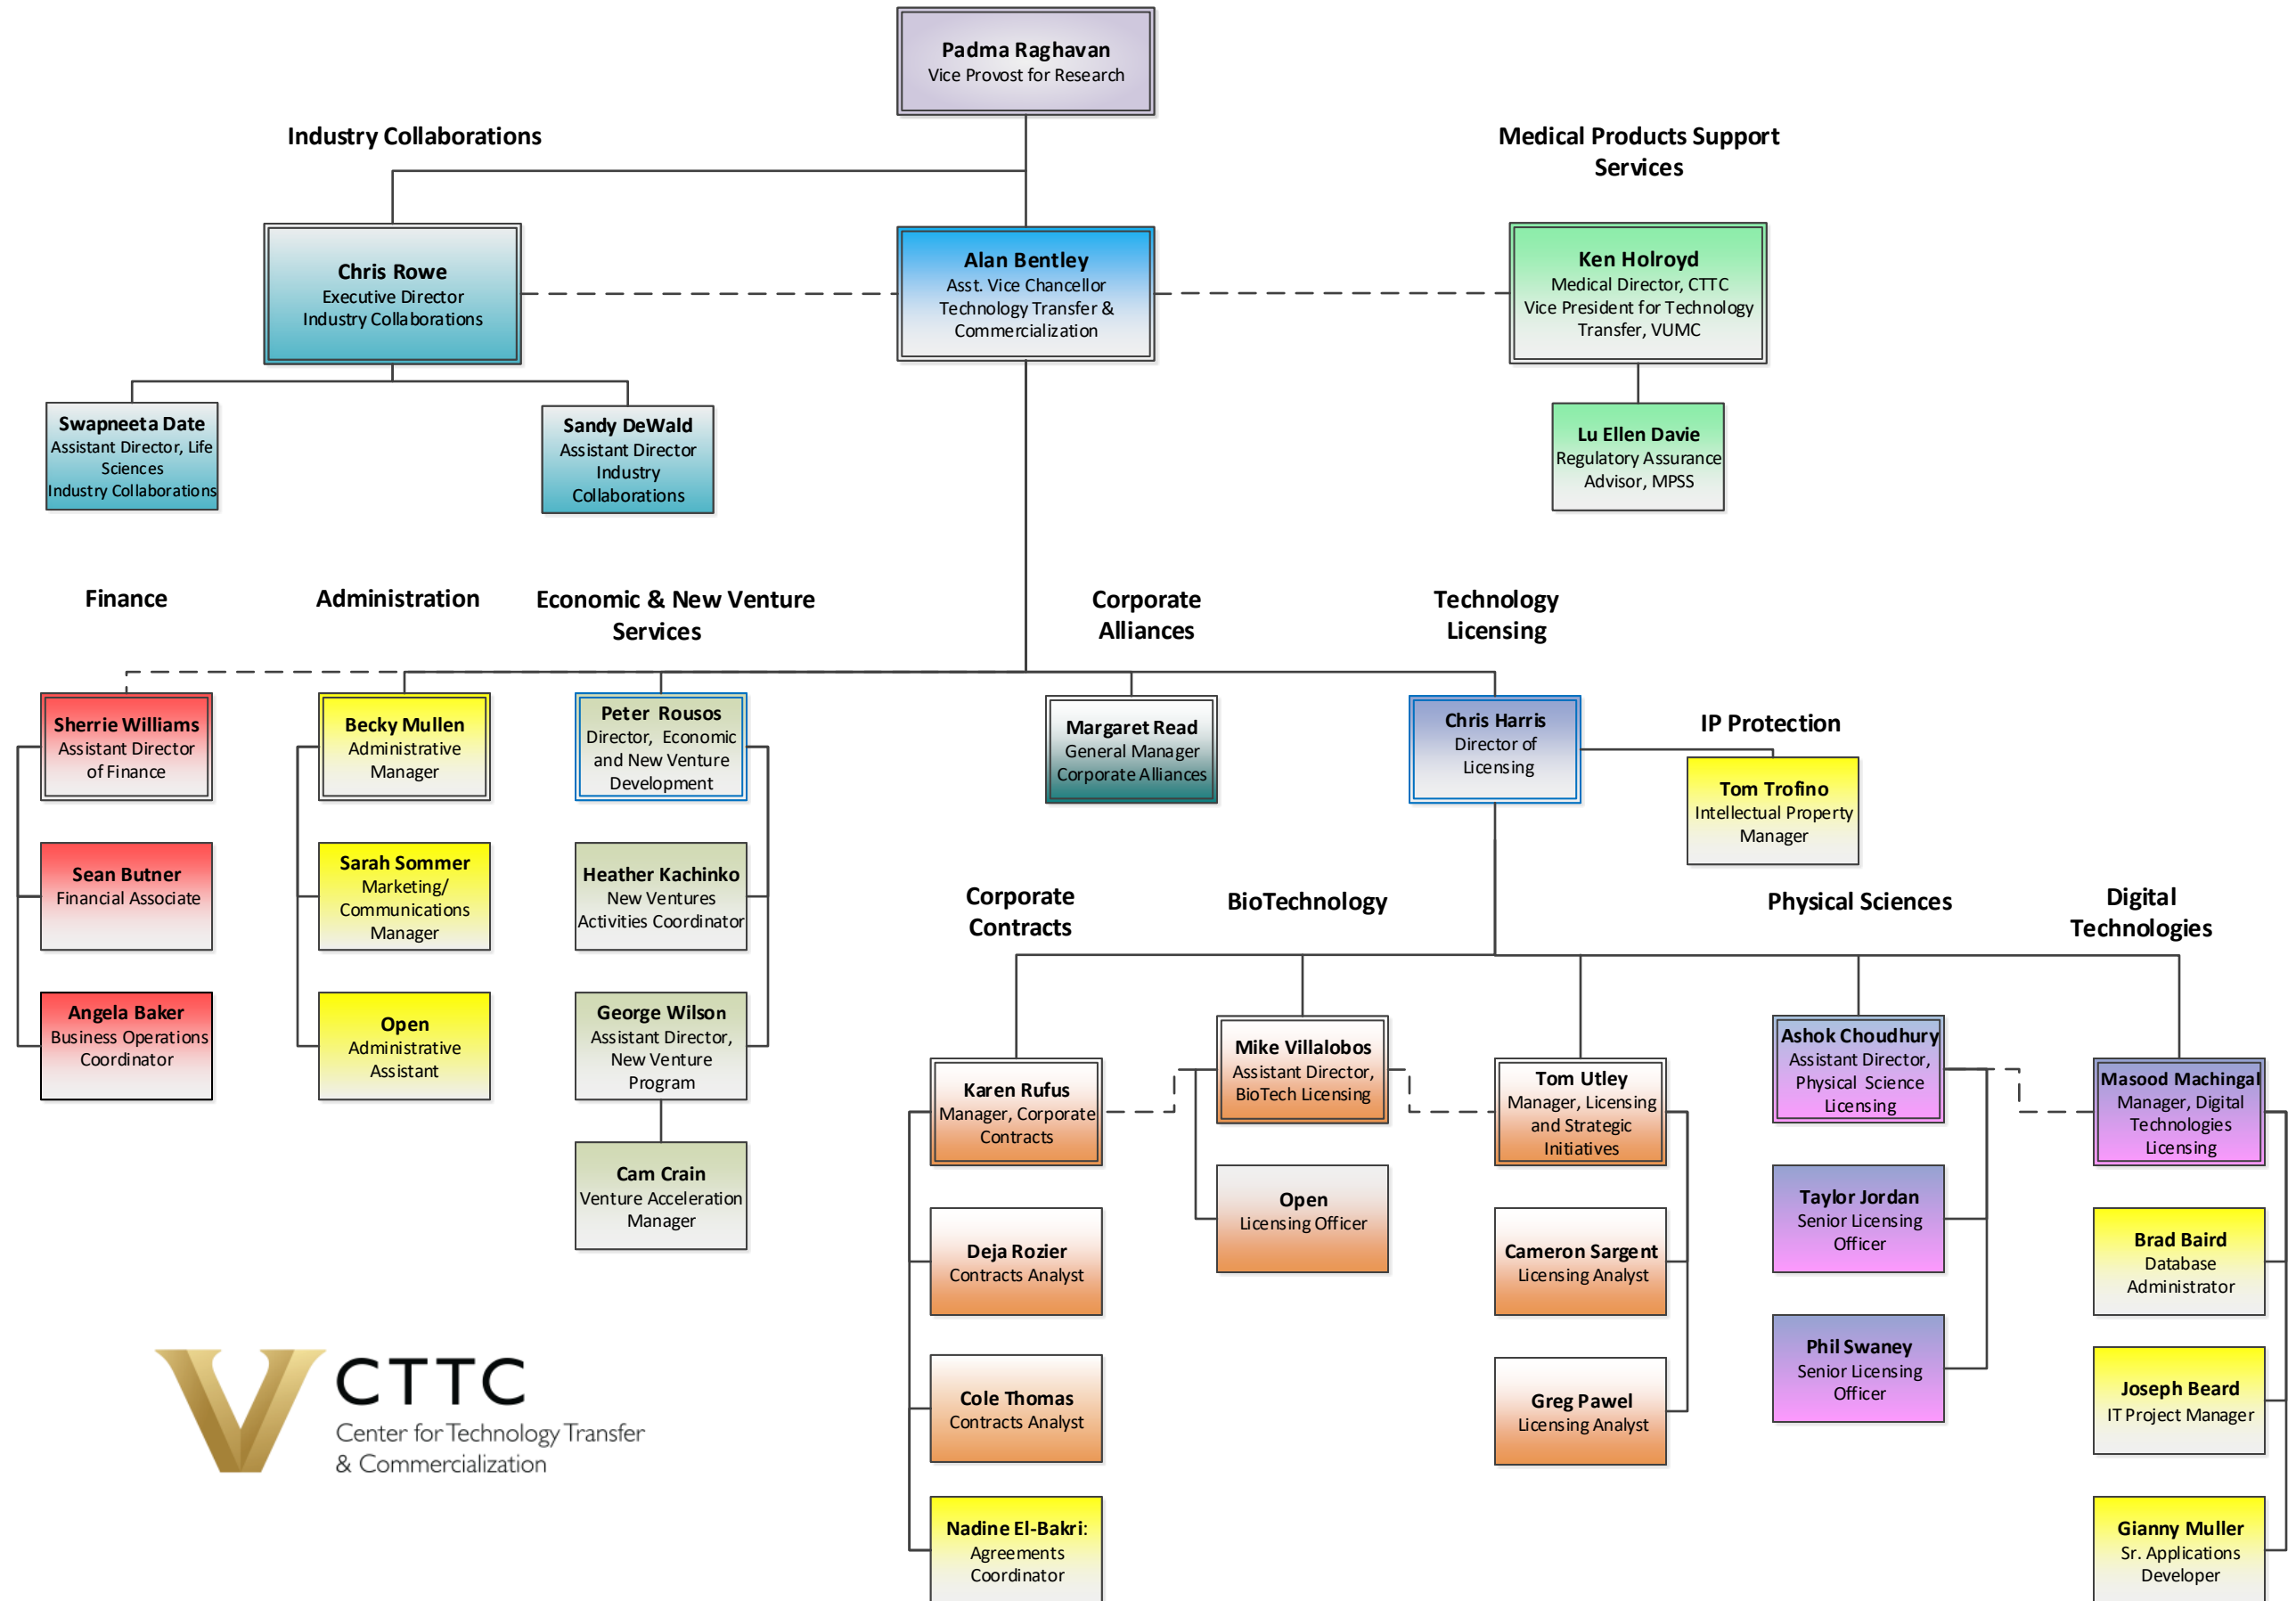 Padma Raghavan
Vice Provost for Research
Industry Collaborations
Medical Products Support
Services
Chris Rowe
Executive Director
Industry Collaborations
Alan Bentley
Asst. Vice Chancellor
Technology Transfer &
Commercialization
Ken Holroyd
Medical Director, CTTC
Vice President for Technology
Transfer, VUMC
Swapneeta Date
Assistant Director, Life
Sciences
Industry Collaborations
Sandy DeWald
Assistant Director
Industry
Collaborations
Lu Ellen Davie
Regulatory Assurance
Advisor, MPSS
Finance
Administration
Economic & New Venture
Services
Corporate
Alliances
Technology
Licensing
Sherrie Williams
Assistant Director
of Finance
Becky Mullen
Administrative
Manager
Peter Rousos
Director, Economic
and New Venture
Development
Margaret Read
General Manager
Corporate Alliances
Chris Harris
Director of
Licensing
IP Protection
Tom Trofino
Intellectual Property
Manager
Sean Butner
Financial Associate
Sarah Sommer
Marketing/
Communications
Manager
Heather Kachinko
New Ventures
Activities Coordinator
Corporate
Contracts
BioTechnology
Physical Sciences
Digital
Technologies
Angela Baker
Business Operations
Coordinator
Open
Administrative
Assistant
George Wilson
Assistant Director,
New Venture
Program
Cam Crain
Venture Acceleration
Manager
Karen Rufus
Manager, Corporate
Contracts
Mike Villalobos
Assistant Director,
BioTech Licensing
Tom Utley
Manager, Licensing
and Strategic
Initiatives
Ashok Choudhury
Assistant Director,
Physical Science
Licensing
Masood Machingal
Manager, Digital
Technologies
Licensing
Deja Rozier
Contracts Analyst
Open
Licensing Officer
Cameron Sargent
Licensing Analyst
Taylor Jordan
Senior Licensing
Officer
Brad Baird
Database
Administrator
Cole Thomas
Contracts Analyst
Greg Pawel
Licensing Analyst
Phil Swaney
Senior Licensing
Officer
Joseph Beard
IT Project Manager
Nadine El-Bakri:
Agreements
Coordinator
Gianny Muller
Sr. Applications
Developer
CTTC
Center for Technology Transfer
& Commercialization